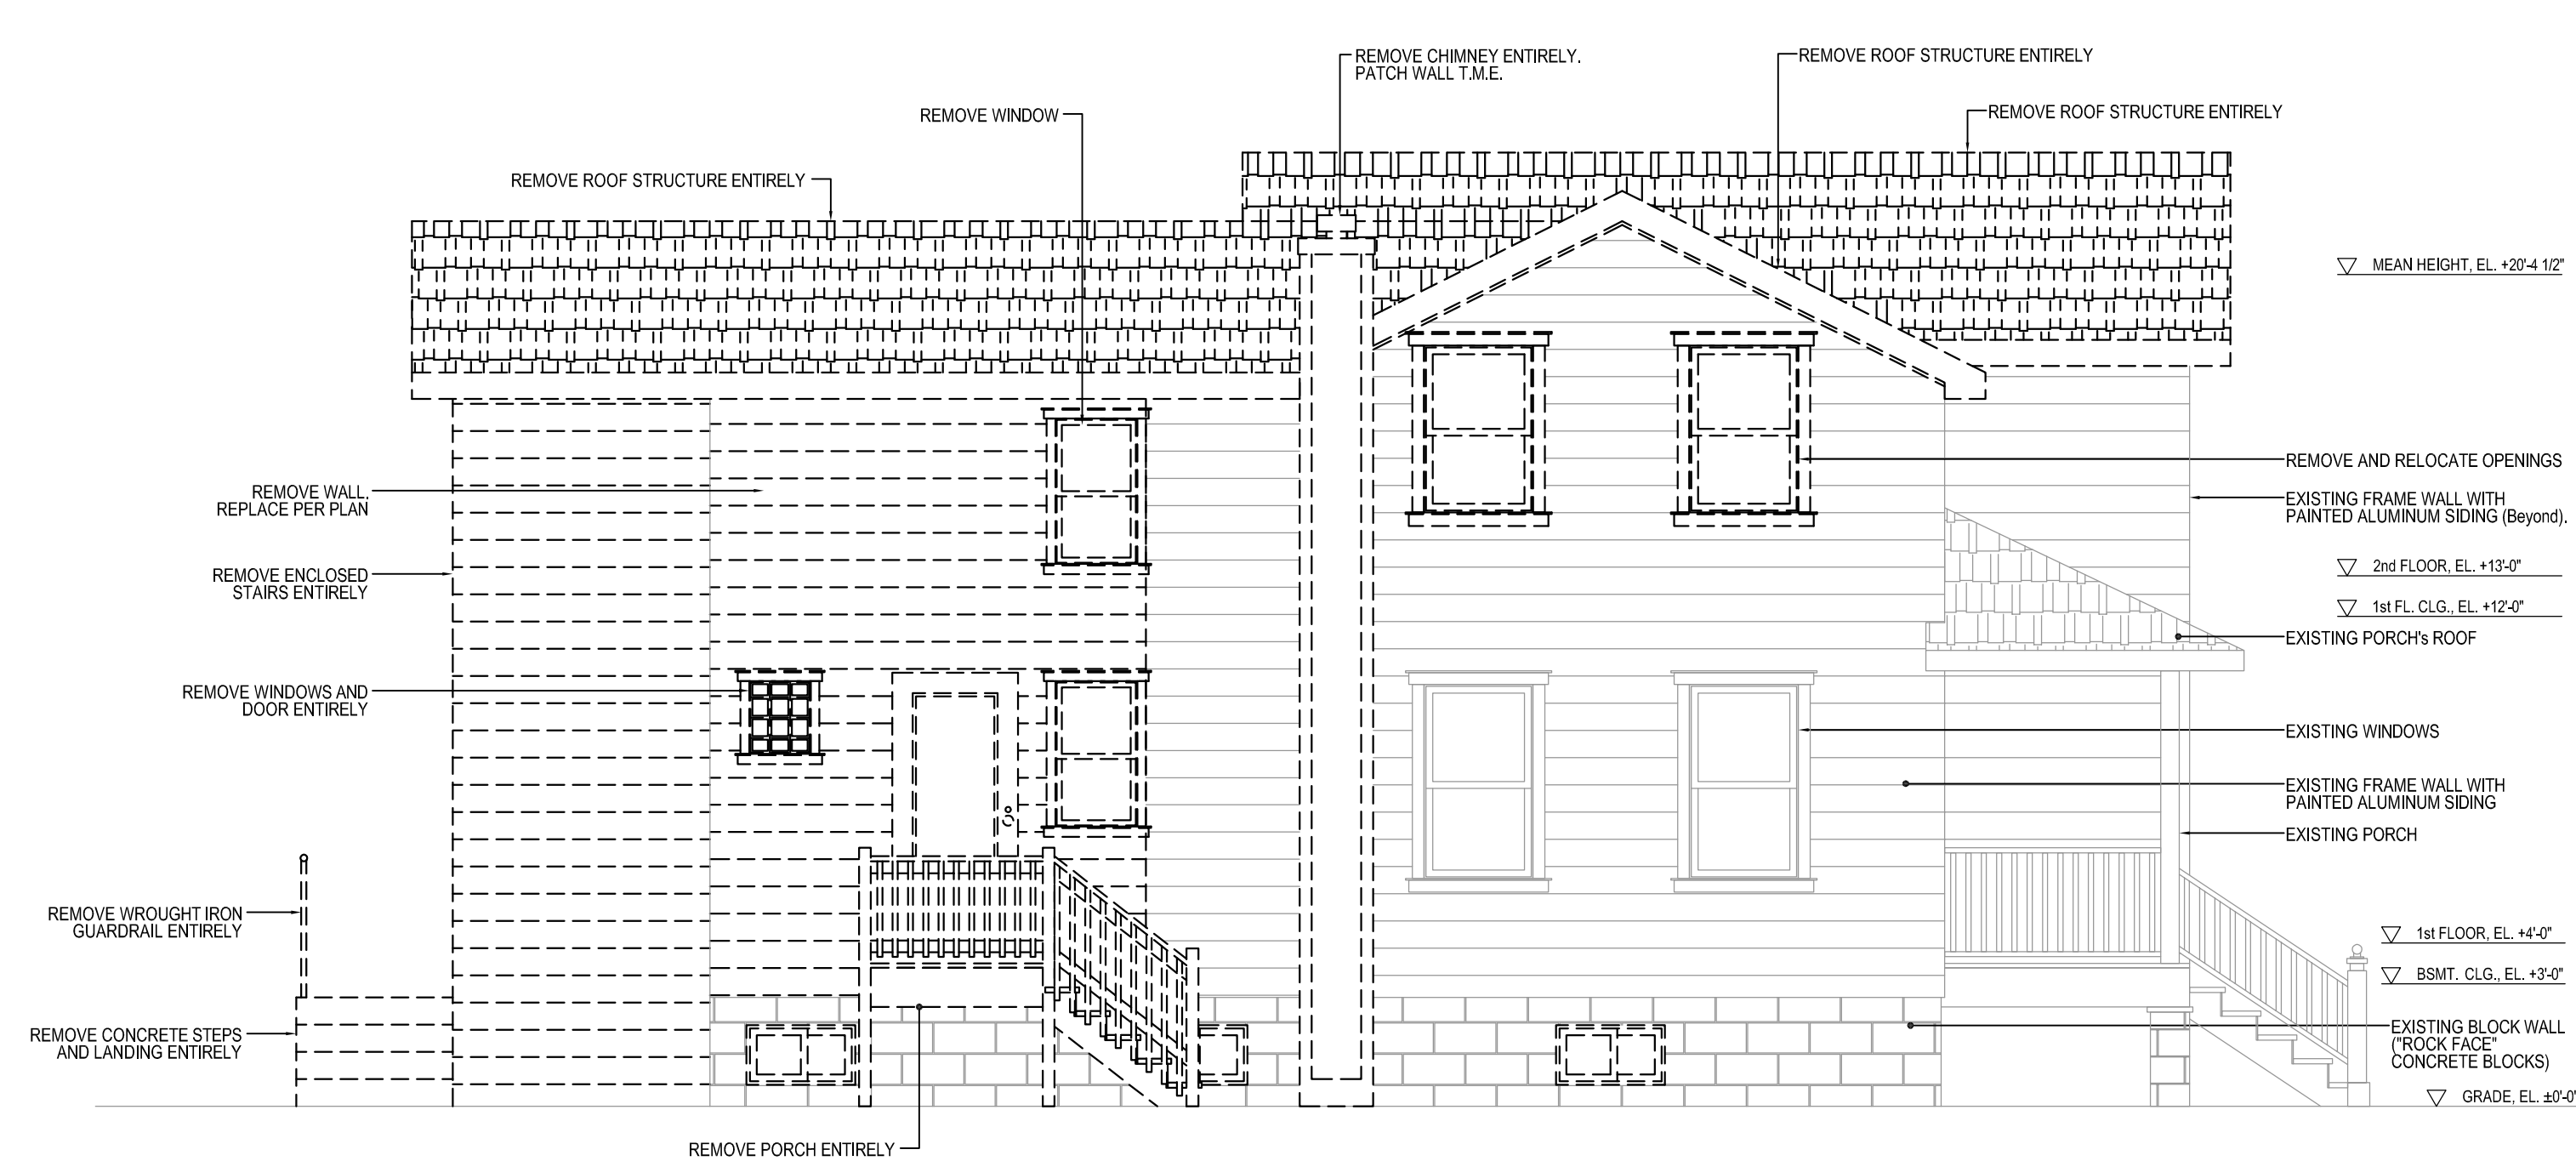 REMOVE CHIMNEY ENTIRELY.
PATCH WALL T.M.E.
REMOVE ROOF STRUCTURE ENTIRELY
REMOVE ROOF STRUCTURE ENTIRELY
REMOVE WINDOW
REMOVE ROOF STRUCTURE ENTIRELY
MEAN HEIGHT, EL. +20'-4 1/2"
REMOVE AND RELOCATE OPENINGS
REMOVE WALL.
REPLACE PER PLAN
EXISTING FRAME WALL WITH
PAINTED ALUMINUM SIDING (Beyond).
2nd FLOOR, EL. +13'-0"
REMOVE ENCLOSED
STAIRS ENTIRELY
1st FL. CLG., EL. +12'-0"
EXISTING PORCH's ROOF
REMOVE WINDOWS AND
DOOR ENTIRELY
EXISTING WINDOWS
EXISTING FRAME WALL WITH
PAINTED ALUMINUM SIDING
EXISTING PORCH
REMOVE WROUGHT IRON
GUARDRAIL ENTIRELY
1st FLOOR, EL. +4'-0"
BSMT. CLG., EL. +3'-0"
REMOVE CONCRETE STEPS
AND LANDING ENTIRELY
EXISTING BLOCK WALL
("ROCK FACE"
CONCRETE BLOCKS)
GRADE, EL. ±0'-0"
REMOVE PORCH ENTIRELY